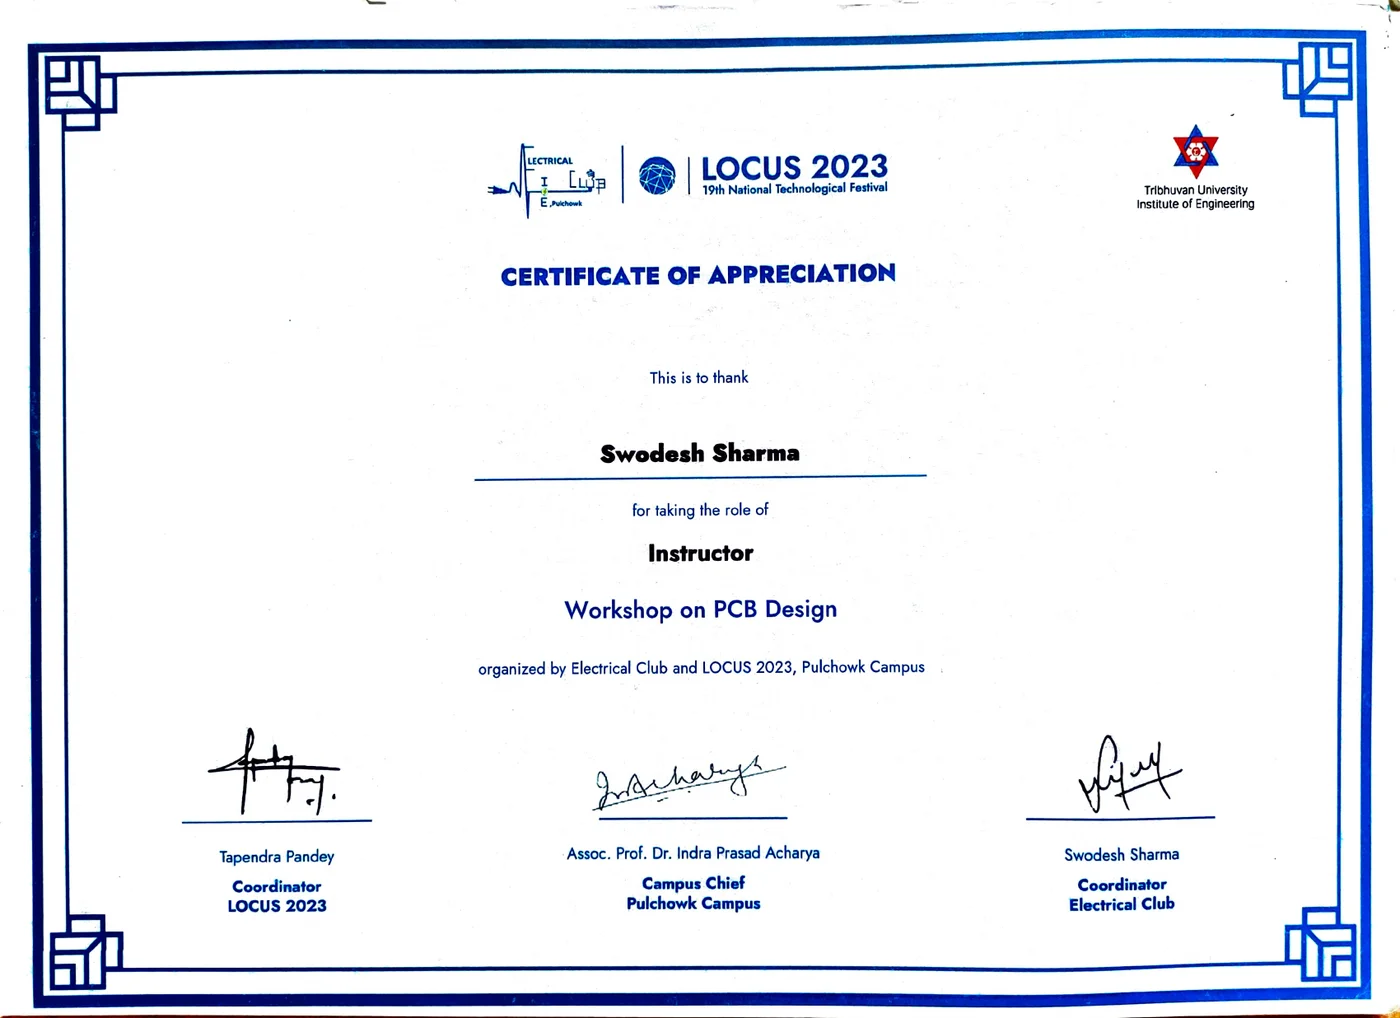 ELECTRICAL
CLUB
E,Pulchowk
LOCUS 2023
19th National Technological Festival
Tribhuvan University
Institute of Engineering
CERTIFICATE OF APPRECIATION
This is to thank
Swodesh Sharma
for taking the role of
Instructor
Workshop on PCB Design
organized by Electrical Club and LOCUS 2023, Pulchowk Campus
Tapendra Pandey
Coordinator
LOCUS 2023
Assoc. Prof. Dr. Indra Prasad Acharya
Campus Chief
Pulchowk Campus
Swodesh Sharma
Coordinator
Electrical Club